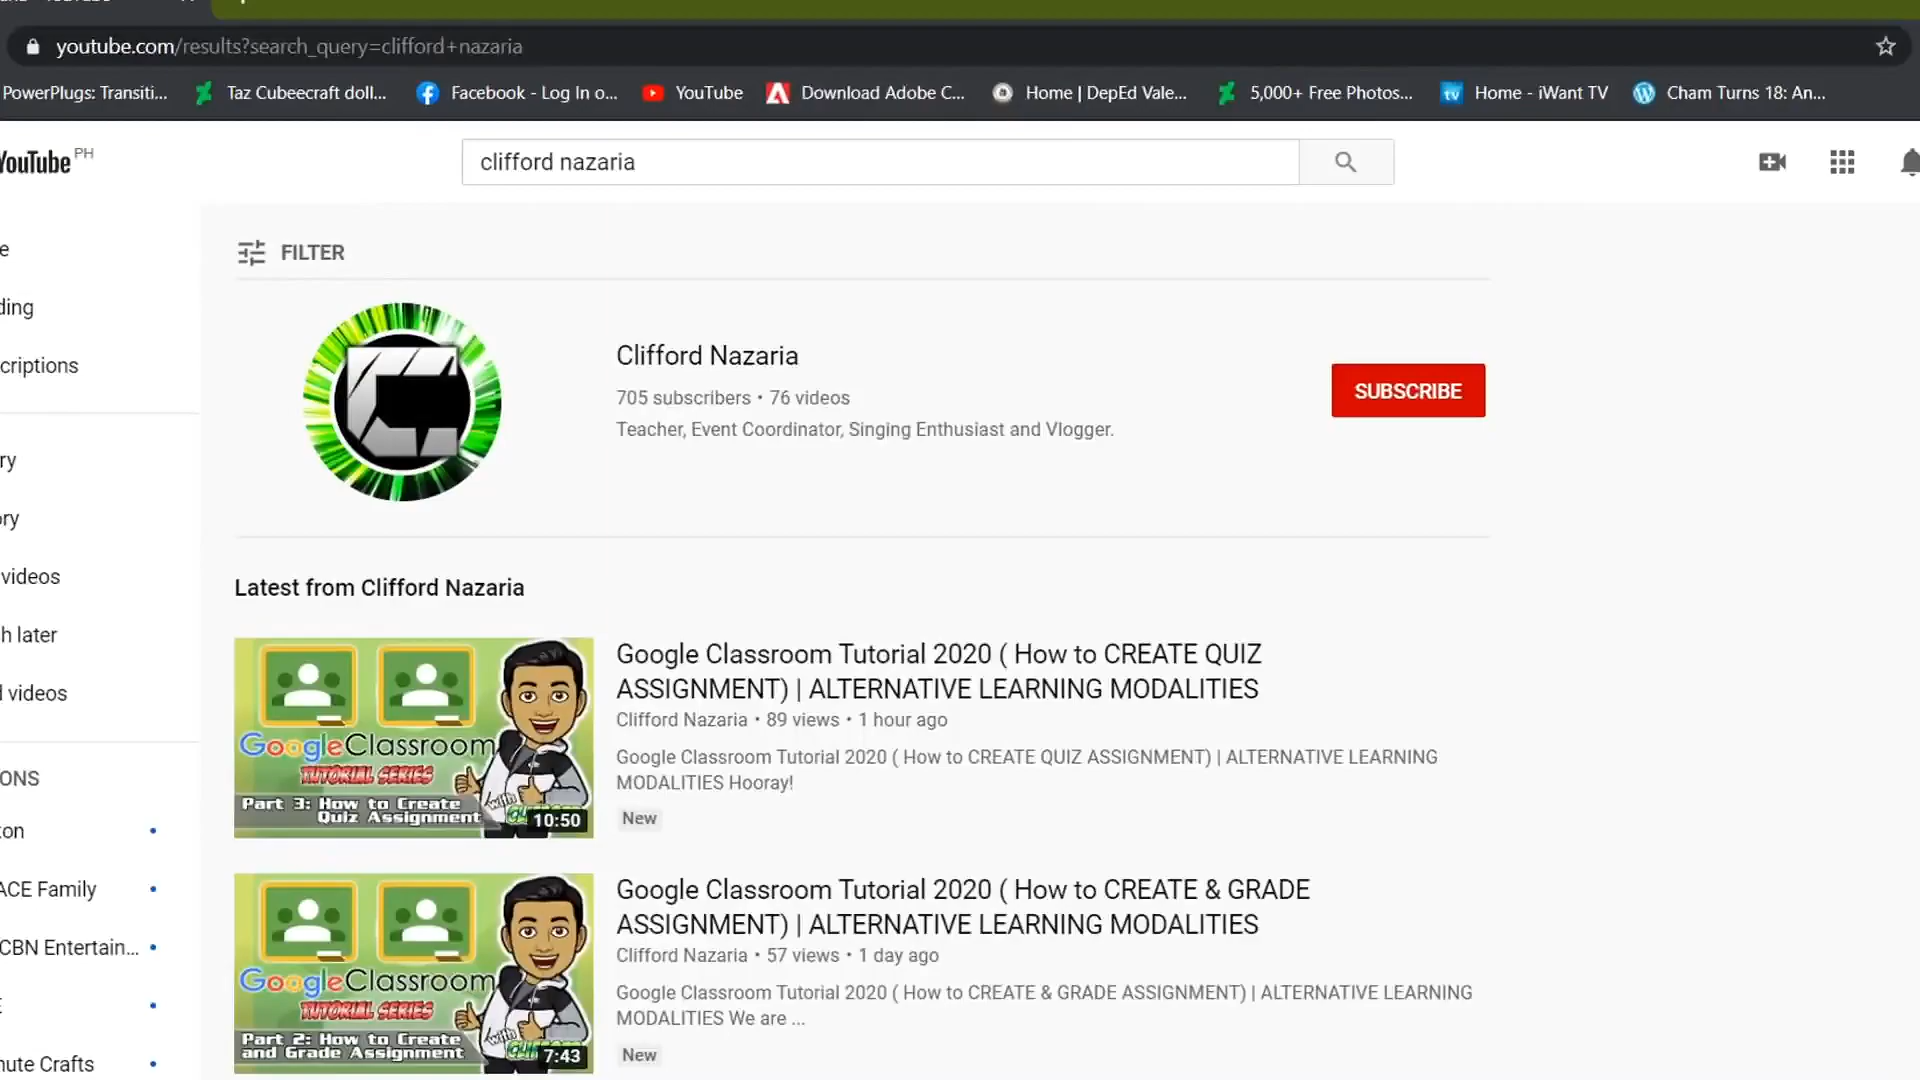 youtube.com/results?search_query=clifford+nazaria
PowerPlugs: Transiti... Taz Cubeecraft doll... Facebook - Log In o... YouTube Download Adobe C... Home | DepEd Vale... 5,000+ Free Photos... Home - iWant TV Cham Turns 18: An...
YouTube PH
clifford nazaria
e
ding
criptions
ry
ory
videos
h later
d videos
ONS
ton
ACE Family
CBN Entertain...
E
nute Crafts
FILTER
Clifford Nazaria
705 subscribers • 76 videos
Teacher, Event Coordinator, Singing Enthusiast and Vlogger.
SUBSCRIBE
Latest from Clifford Nazaria
GoogleClassroom
TUTORIAL SERIES
Part 3: How to Create
Quiz Assignment
with
10:50
Google Classroom Tutorial 2020 ( How to CREATE QUIZ
ASSIGNMENT) | ALTERNATIVE LEARNING MODALITIES
Clifford Nazaria • 89 views • 1 hour ago
Google Classroom Tutorial 2020 ( How to CREATE QUIZ ASSIGNMENT) | ALTERNATIVE LEARNING
MODALITIES Hooray!
New
GoogleClassroom
TUTORIAL SERIES
Part 2: How to Create
and Grade Assignment
with
7:43
Google Classroom Tutorial 2020 ( How to CREATE & GRADE
ASSIGNMENT) | ALTERNATIVE LEARNING MODALITIES
Clifford Nazaria • 57 views • 1 day ago
Google Classroom Tutorial 2020 ( How to CREATE & GRADE ASSIGNMENT) | ALTERNATIVE LEARNING
MODALITIES We are ...
New